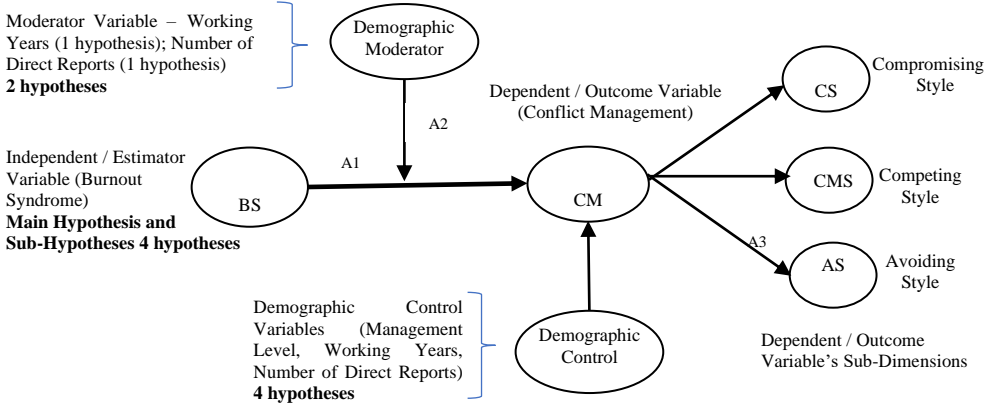 Moderator Variable – Working
Years (1 hypothesis); Number of
Direct Reports (1 hypothesis)
2 hypotheses
Demographic
Moderator
A2
Independent / Estimator
Variable (Burnout
Syndrome)
Main Hypothesis and
Sub-Hypotheses 4 hypotheses
BS
A1
Dependent / Outcome Variable
(Conflict Management)
CM
CS
Compromising
Style
CMS
Competing
Style
A3
AS
Avoiding
Style
Demographic Control
Variables (Management
Level, Working Years,
Number of Direct Reports)
4 hypotheses
Demographic
Control
Dependent / Outcome
Variable’s Sub-Dimensions